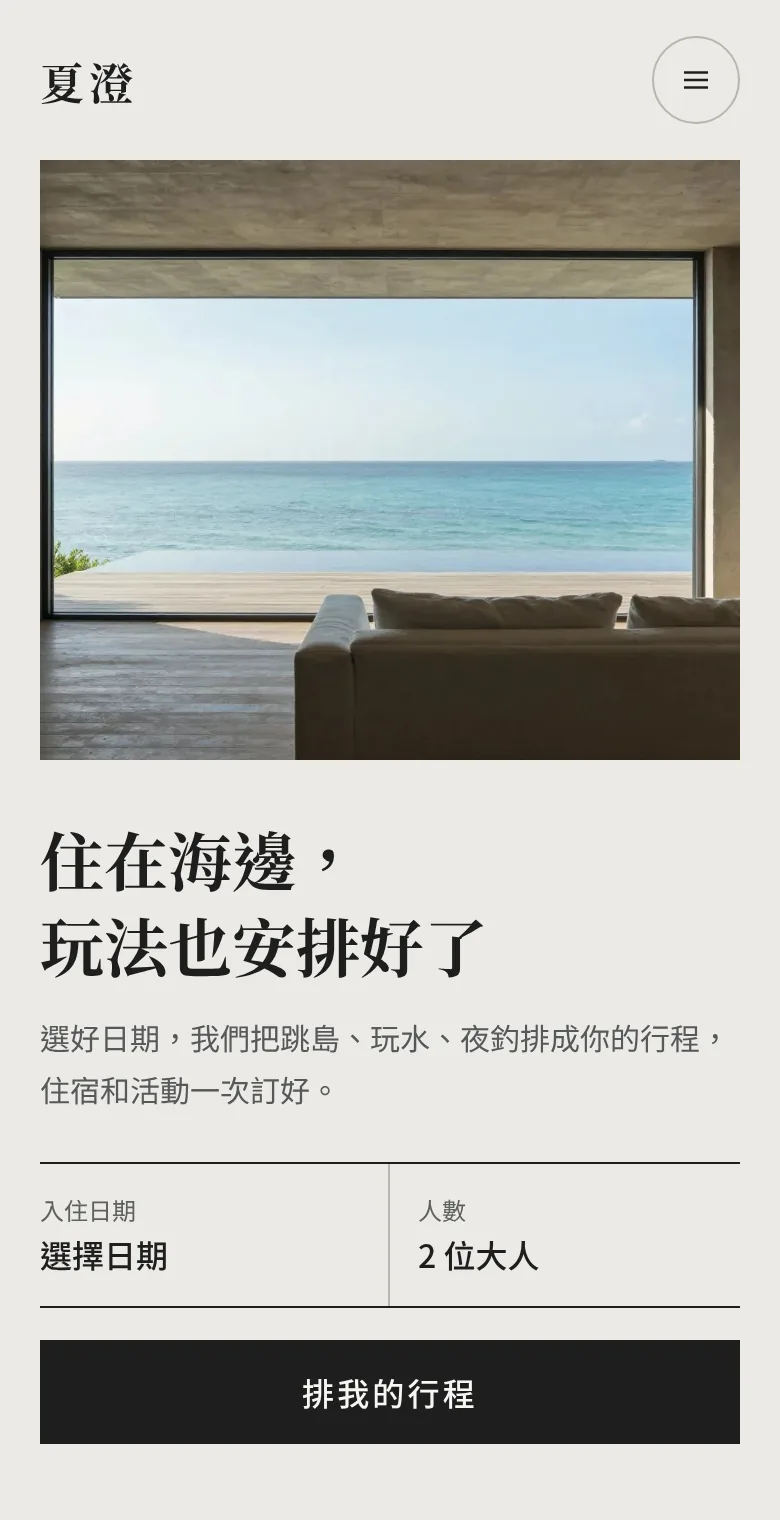 夏澄
住在海邊，
玩法也安排好了
選好日期，我們把跳島、玩水、夜釣排成你的行程，
住宿和活動一次訂好。
入住日期
人數
選擇日期
2 位大人
排我的行程